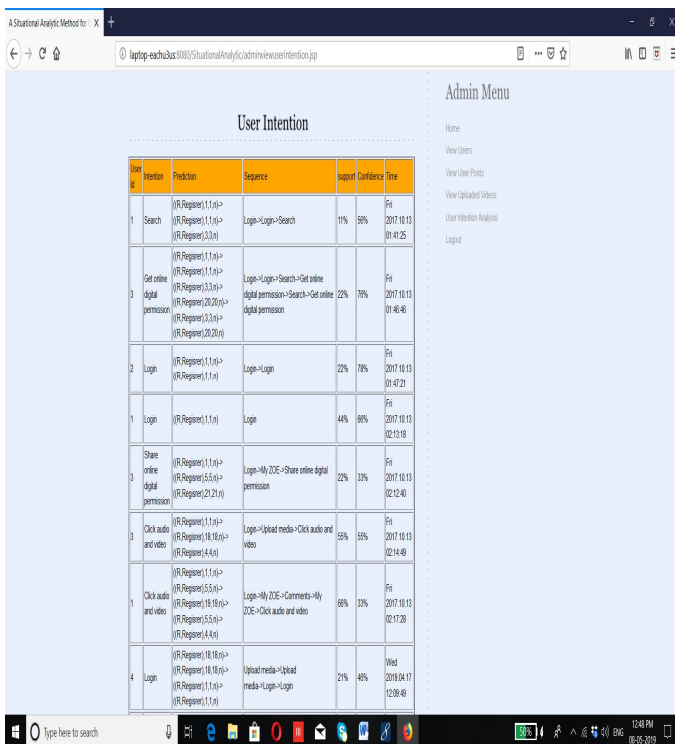 A Situational Analytic Method for U
laptop-eachu3us:8080/SituationalAnalytic/adminviewuserintention.jsp
Admin Menu
Home
View Users
View User Posts
View Uploaded Videos
User Intention Analysis
Logout
User Intention
User Id Intention Prediction Sequence support Confidence Time
1 Search ((R,Regisrer),1,1,n)-> ((R,Regisrer),1,1,n)-> ((R,Regisrer),3,3,n) Login->Login->Search 11% 56% Fri 2017.10.13 01:41:25
3 Get online digital permission ((R,Regisrer),1,1,n)-> ((R,Regisrer),1,1,n)-> ((R,Regisrer),3,3,n)-> ((R,Regisrer),20,20,n)-> ((R,Regisrer),3,3,n)-> ((R,Regisrer),20,20,n) Login->Login->Search->Get online digital permission->Search->Get online digital permission 22% 76% Fri 2017.10.13 01:46:46
2 Login ((R,Regisrer),1,1,n)-> ((R,Regisrer),1,1,n) Login->Login 22% 78% Fri 2017.10.13 01:47:21
1 Login ((R,Regisrer),1,1,n) Login 44% 66% Fri 2017.10.13 02:13:18
3 Share online digital permission ((R,Regisrer),1,1,n)-> ((R,Regisrer),5,5,n)-> ((R,Regisrer),21,21,n) Login->My ZOE->Share online digital permission 22% 33% Fri 2017.10.13 02:12:40
3 Click audio and video ((R,Regisrer),1,1,n)-> ((R,Regisrer),18,18,n)-> ((R,Regisrer),4,4,n) Login->Upload media->Click audio and video 55% 55% Fri 2017.10.13 02:14:49
1 Click audio and video ((R,Regisrer),1,1,n)-> ((R,Regisrer),5,5,n)-> ((R,Regisrer),19,19,n)-> ((R,Regisrer),5,5,n)-> ((R,Regisrer),4,4,n) Login->My ZOE->Comments->My ZOE->Click audio and video 66% 33% Fri 2017.10.13 02:17:28
4 Login ((R,Regisrer),18,18,n)-> ((R,Regisrer),18,18,n)-> ((R,Regisrer),1,1,n)-> ((R,Regisrer),1,1,n) Upload media->Upload media->Login->Login 21% 46% Wed 2019.04.17 12:09:49
Type here to search
50%
ENG
12:48 PM
08-05-2019